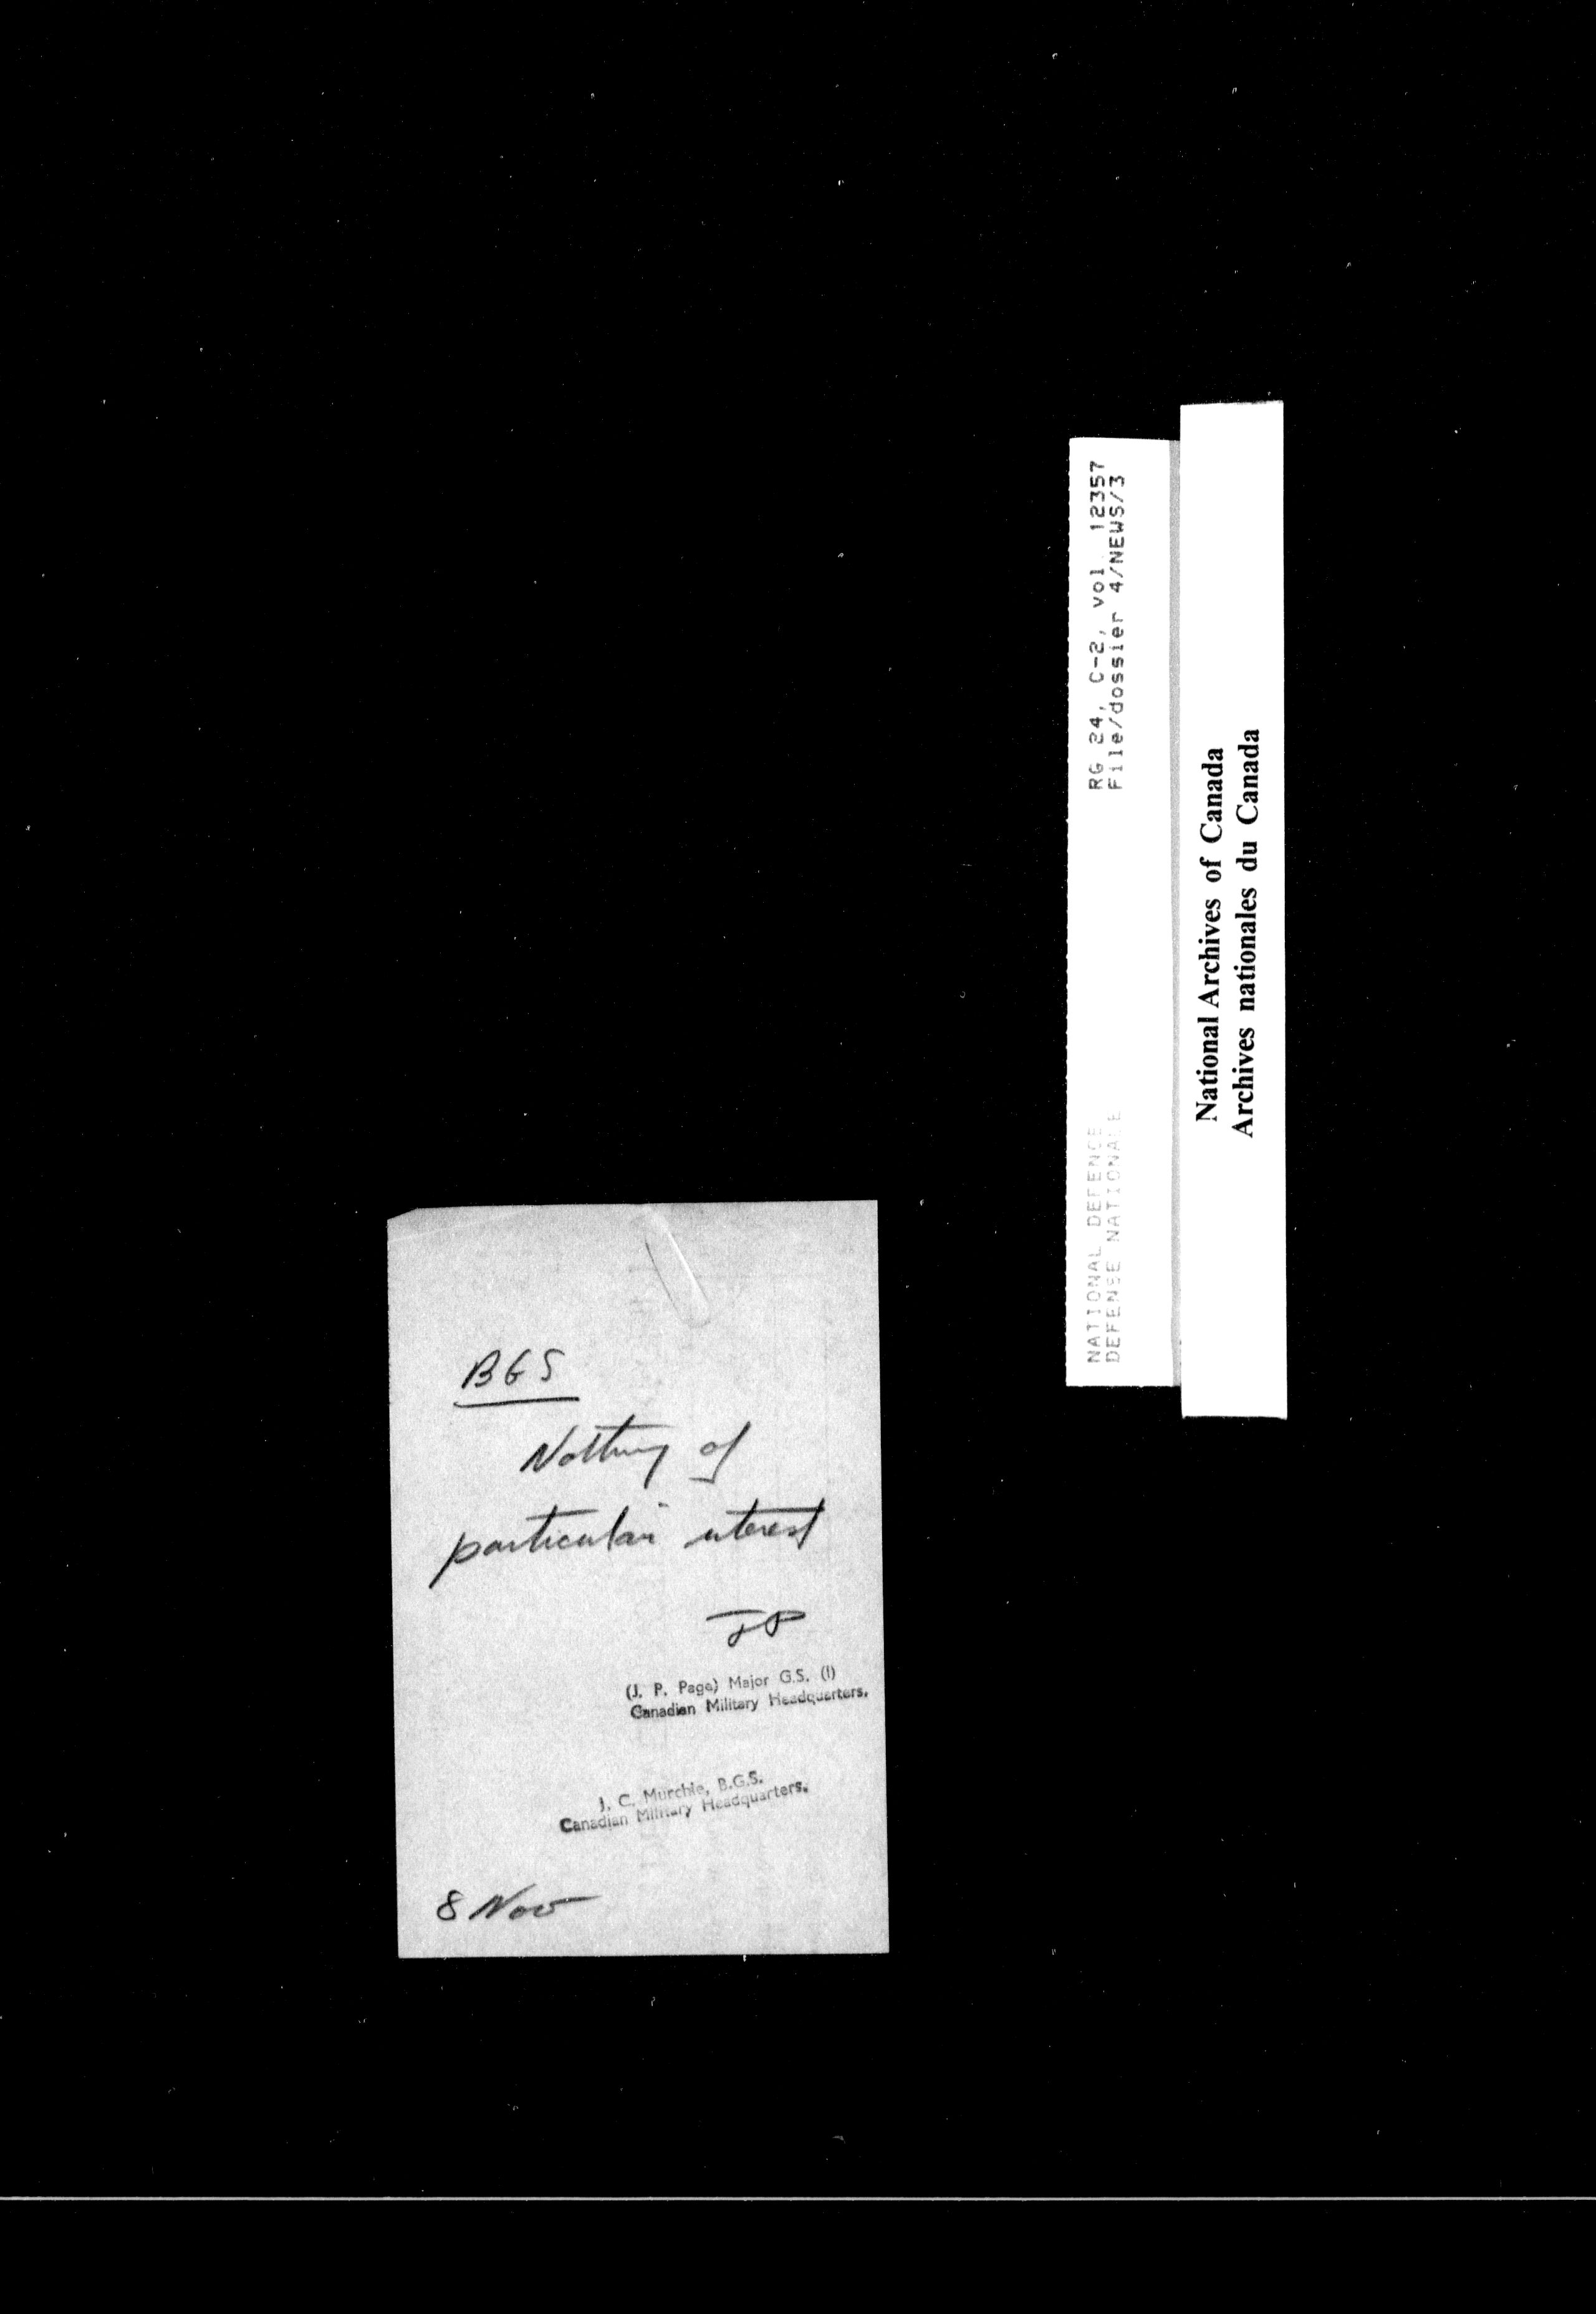 RG 24, C-2, vol. 12357
File/dossier 4/NEWS/3
NATIONAL DEFENCE
DEFENSE NATIONALE
National Archives of Canada
Archives nationales du Canada
BGS
Nothing of
particular interest
JP
(J. P. Page) Major G.S. (I)
Canadian Military Headquarters.
J. C. Murchie, B.G.S.
Canadian Military Headquarters.
8 Nov